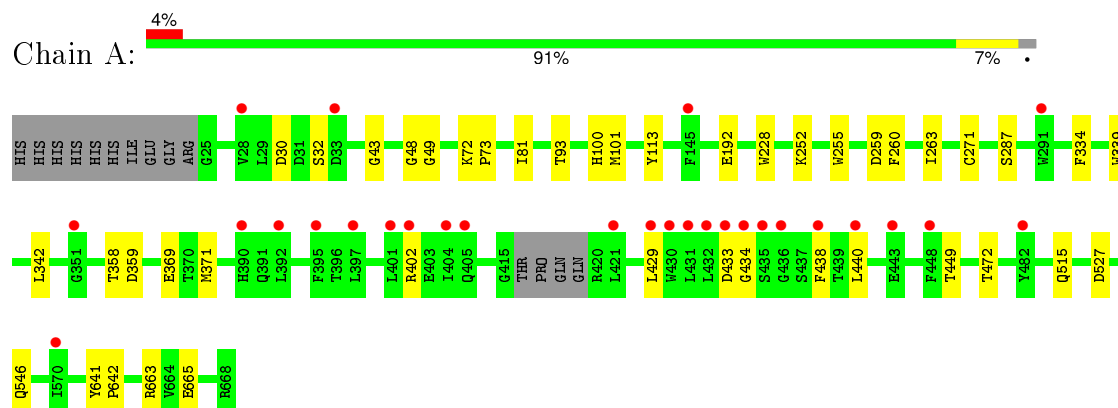 4%
Chain A:
91%
7%
HIS HIS HIS HIS HIS HIS ILE GLU GLY ARG G25 V28 L29 D30 D31 S32 D33 G43 G48 G49 K72 P73 I81 T93 H100 M101 Y113 F145 E192 W228 K252 W255 D259 F260 I263 C271 S287 W291 F334
L342 G351 T358 D359 E369 T370 M371 H390 Q391 L392 F395 T396 L397 L401 R402 E403 I404 Q405 G415 THR PRO GLN GLN R420 L421 L429 W430 L431 L432 D433 G434 S435 G436 S437 F438 T439 L440 E443 F448 T449 T472 Y482 Q515 D527
Q546 I570 Y641 P642 R663 V664 E665 R668